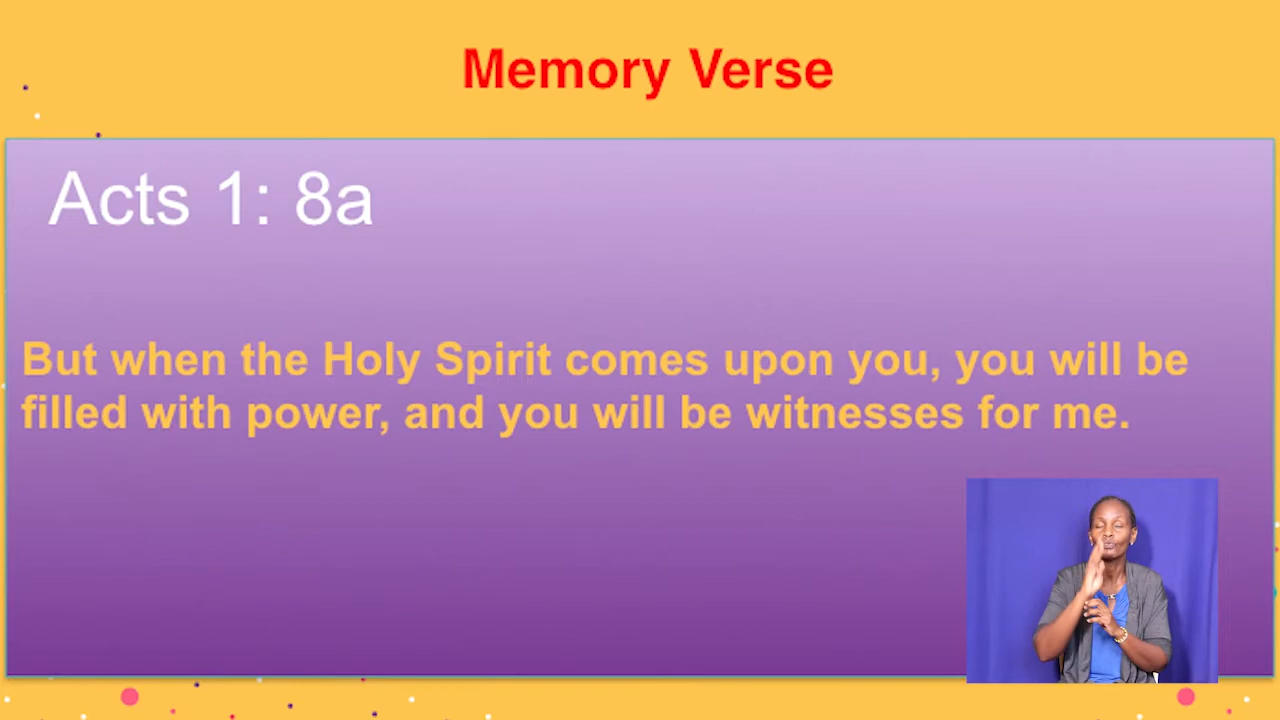 Memory Verse
Acts 1: 8a
But when the Holy Spirit comes upon you, you will be
filled with power, and you will be witnesses for me.